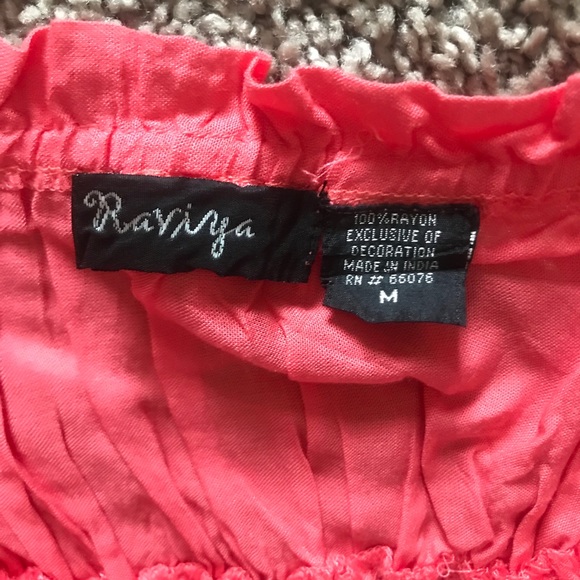 Raviya
100% RAYON
EXCLUSIVE OF
DECORATION
MADE IN INDIA
RN # 66076
M